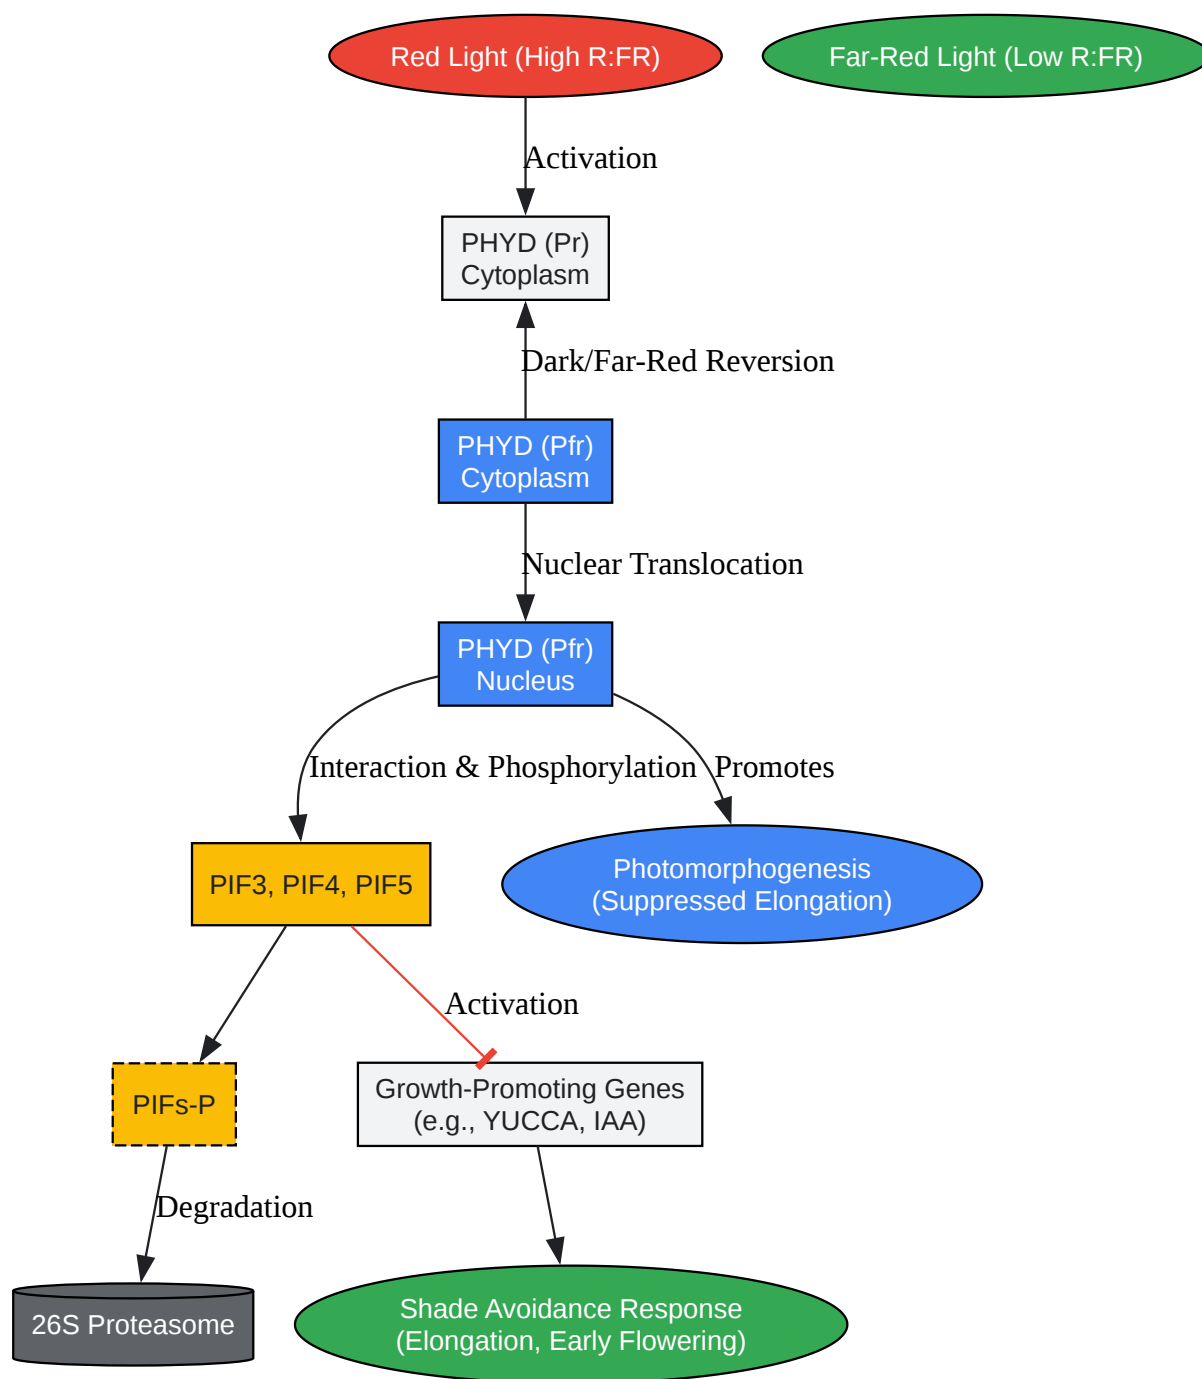 Red Light (High R:FR)
Far-Red Light (Low R:FR)
Activation
PHYD (Pr)
Cytoplasm
Dark/Far-Red Reversion
PHYD (Pfr)
Cytoplasm
Nuclear Translocation
PHYD (Pfr)
Nucleus
Interaction & Phosphorylation
Promotes
PIF3, PIF4, PIF5
Photomorphogenesis
(Suppressed Elongation)
Activation
PIFs-P
Growth-Promoting Genes
(e.g., YUCCA, IAA)
Degradation
26S Proteasome
Shade Avoidance Response
(Elongation, Early Flowering)